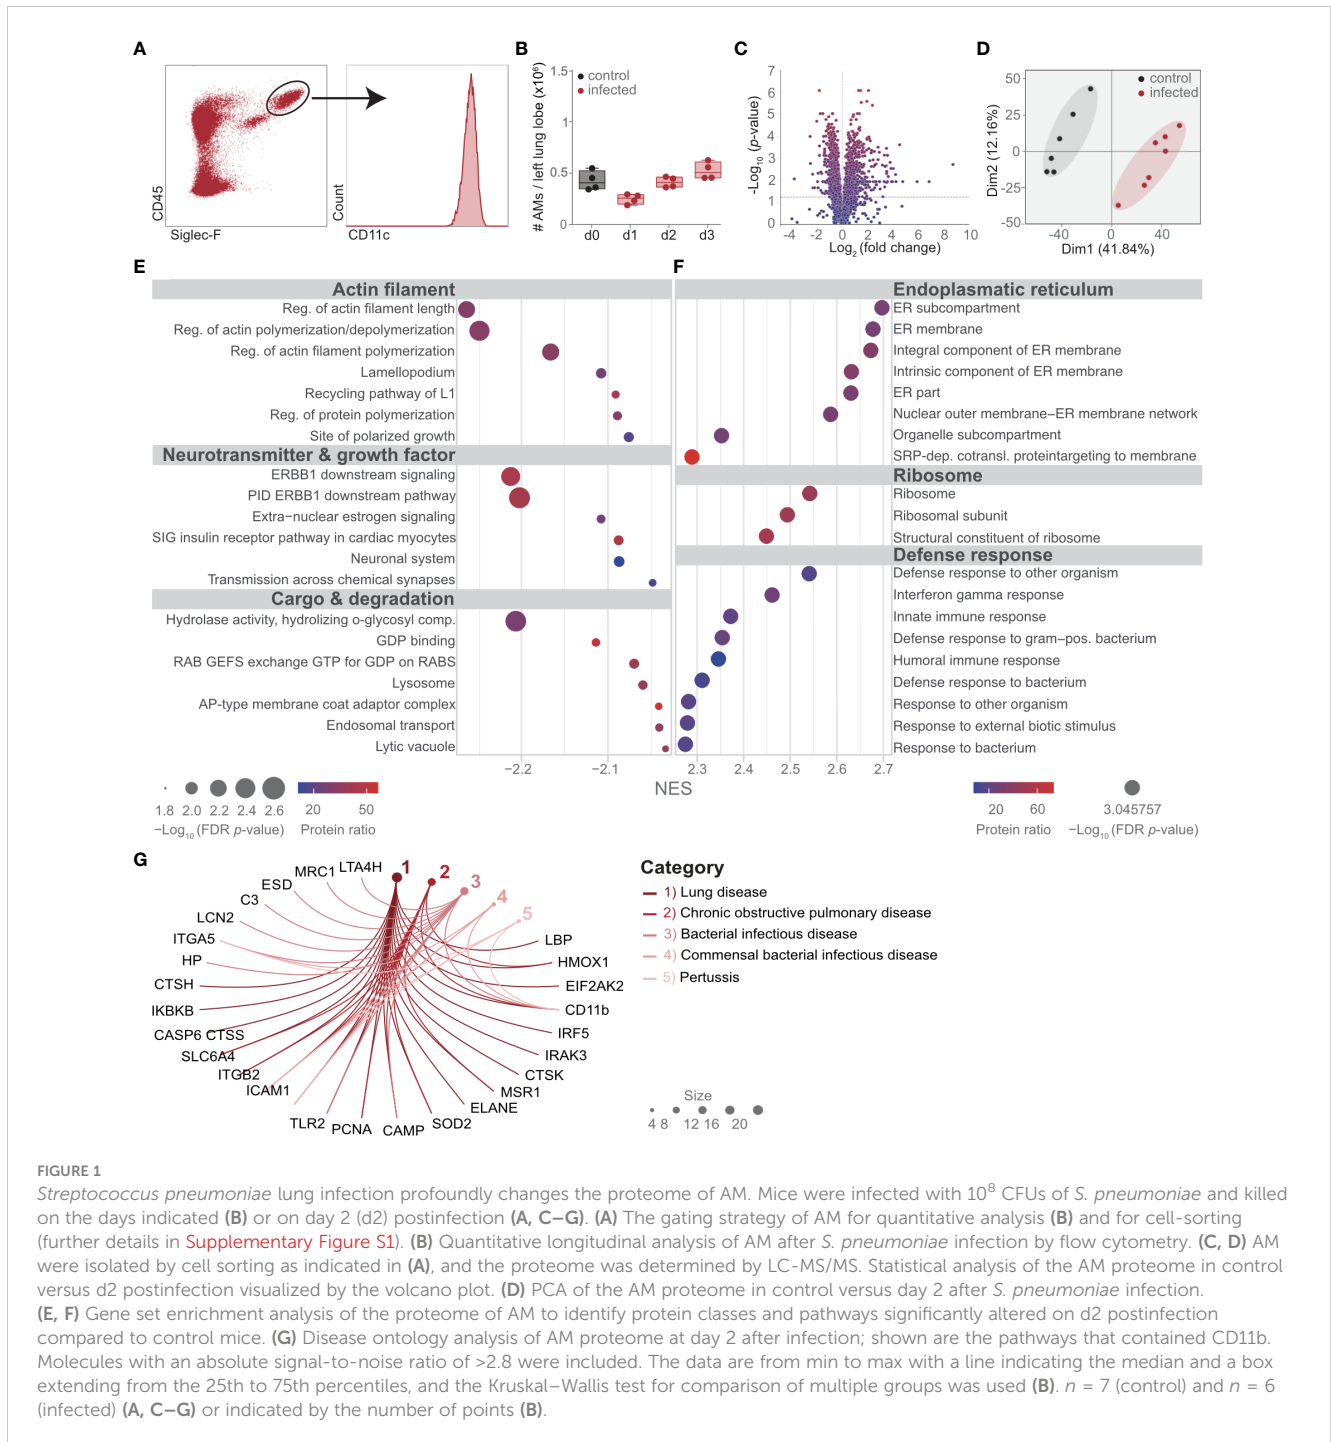 A
CD45
Siglec-F
Count
CD11c
B
# AMs / left lung lobe (x10⁶)
1.5
1
0.5
0
control
infected
d0 d1 d2 d3
C
-Log₁₀ (p-value)
7
6
5
4
3
2
1
0
-4 -2 0 2 4 6 8 10
Log₂ (fold change)
D
Dim2 (12.16%)
50
25
0
-25
-50
control
infected
-40 0 40
Dim1 (41.84%)
E
Actin filament
Reg. of actin filament length
Reg. of actin polymerization/depolymerization
Reg. of actin filament polymerization
Lamellopodium
Recycling pathway of L1
Reg. of protein polymerization
Site of polarized growth
Neurotransmitter & growth factor
ERBB1 downstream signaling
PID ERBB1 downstream pathway
Extra−nuclear estrogen signaling
SIG insulin receptor pathway in cardiac myocytes
Neuronal system
Transmission across chemical synapses
Cargo & degradation
Hydrolase activity, hydrolizing o-glycosyl comp.
GDP binding
RAB GEFS exchange GTP for GDP on RABS
Lysosome
AP-type membrane coat adaptor complex
Endosomal transport
Lytic vacuole
−2.2 −2.1
F
Endoplasmatic reticulum
ER subcompartment
ER membrane
Integral component of ER membrane
Intrinsic component of ER membrane
ER part
Nuclear outer membrane−ER membrane network
Organelle subcompartment
SRP-dep. cotransl. proteintargeting to membrane
Ribosome
Ribosome
Ribosomal subunit
Structural constituent of ribosome
Defense response
Defense response to other organism
Interferon gamma response
Innate immune response
Defense response to gram−pos. bacterium
Humoral immune response
Defense response to bacterium
Response to other organism
Response to external biotic stimulus
Response to bacterium
2.3 2.4 2.5 2.6 2.7
NES
1.8 2.0 2.2 2.4 2.6
−Log₁₀ (FDR p-value)
20 50
Protein ratio
20 60
Protein ratio
3.045757
−Log₁₀ (FDR p-value)
G
1
2
3
4
5
LTA4H
MRC1
ESD
C3
LCN2
ITGA5
HP
CTSH
IKBKB
CASP6 CTSS
SLC6A4
ITGB2
ICAM1
TLR2
PCNA
CAMP
SOD2
ELANE
MSR1
CTSK
IRAK3
IRF5
CD11b
EIF2AK2
HMOX1
LBP
Category
1) Lung disease
2) Chronic obstructive pulmonary disease
3) Bacterial infectious disease
4) Commensal bacterial infectious disease
5) Pertussis
Size
4 8 12 16 20
FIGURE 1
Streptococcus pneumoniae lung infection profoundly changes the proteome of AM. Mice were infected with 10⁸ CFUs of S. pneumoniae and killed
on the days indicated (B) or on day 2 (d2) postinfection (A, C–G). (A) The gating strategy of AM for quantitative analysis (B) and for cell-sorting
(further details in Supplementary Figure S1). (B) Quantitative longitudinal analysis of AM after S. pneumoniae infection by flow cytometry. (C, D) AM
were isolated by cell sorting as indicated in (A), and the proteome was determined by LC-MS/MS. Statistical analysis of the AM proteome in control
versus d2 postinfection visualized by the volcano plot. (D) PCA of the AM proteome in control versus day 2 after S. pneumoniae infection.
(E, F) Gene set enrichment analysis of the proteome of AM to identify protein classes and pathways significantly altered on d2 postinfection
compared to control mice. (G) Disease ontology analysis of AM proteome at day 2 after infection; shown are the pathways that contained CD11b.
Molecules with an absolute signal-to-noise ratio of >2.8 were included. The data are from min to max with a line indicating the median and a box
extending from the 25th to 75th percentiles, and the Kruskal–Wallis test for comparison of multiple groups was used (B). n = 7 (control) and n = 6
(infected) (A, C–G) or indicated by the number of points (B).